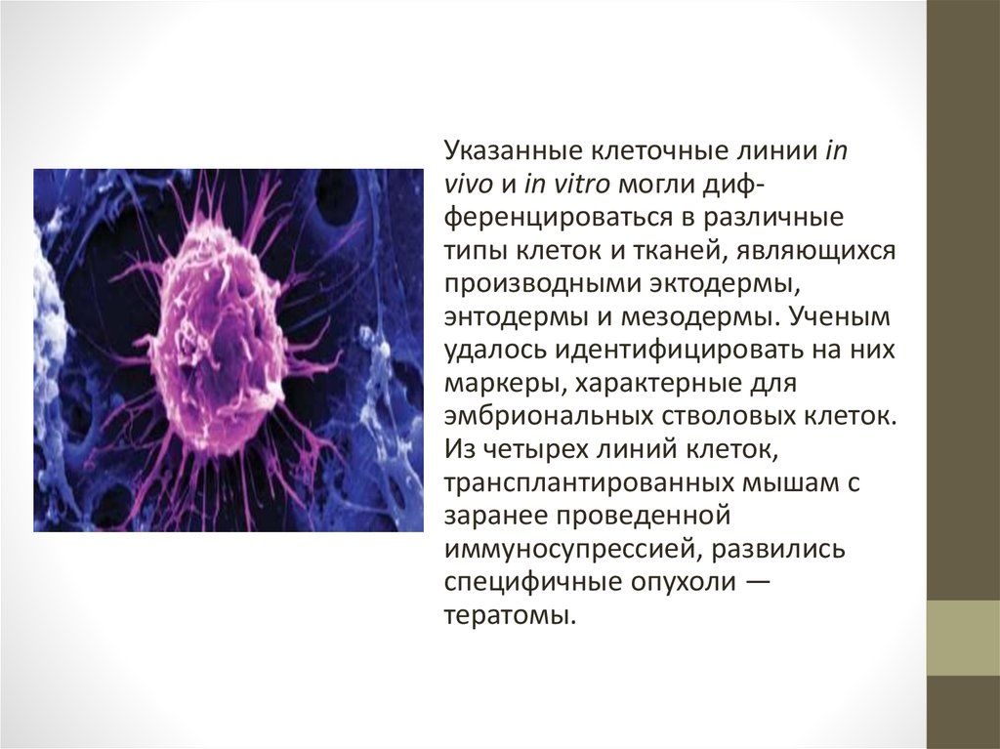 Указанные клеточные линии in
vivo и in vitro могли диф-
ференцироваться в различные
типы клеток и тканей, являющихся
производными эктодермы,
энтодермы и мезодермы. Ученым
удалось идентифицировать на них
маркеры, характерные для
эмбриональных стволовых клеток.
Из четырех линий клеток,
трансплантированных мышам с
заранее проведенной
иммуносупрессией, развились
специфичные опухоли —
тератомы.